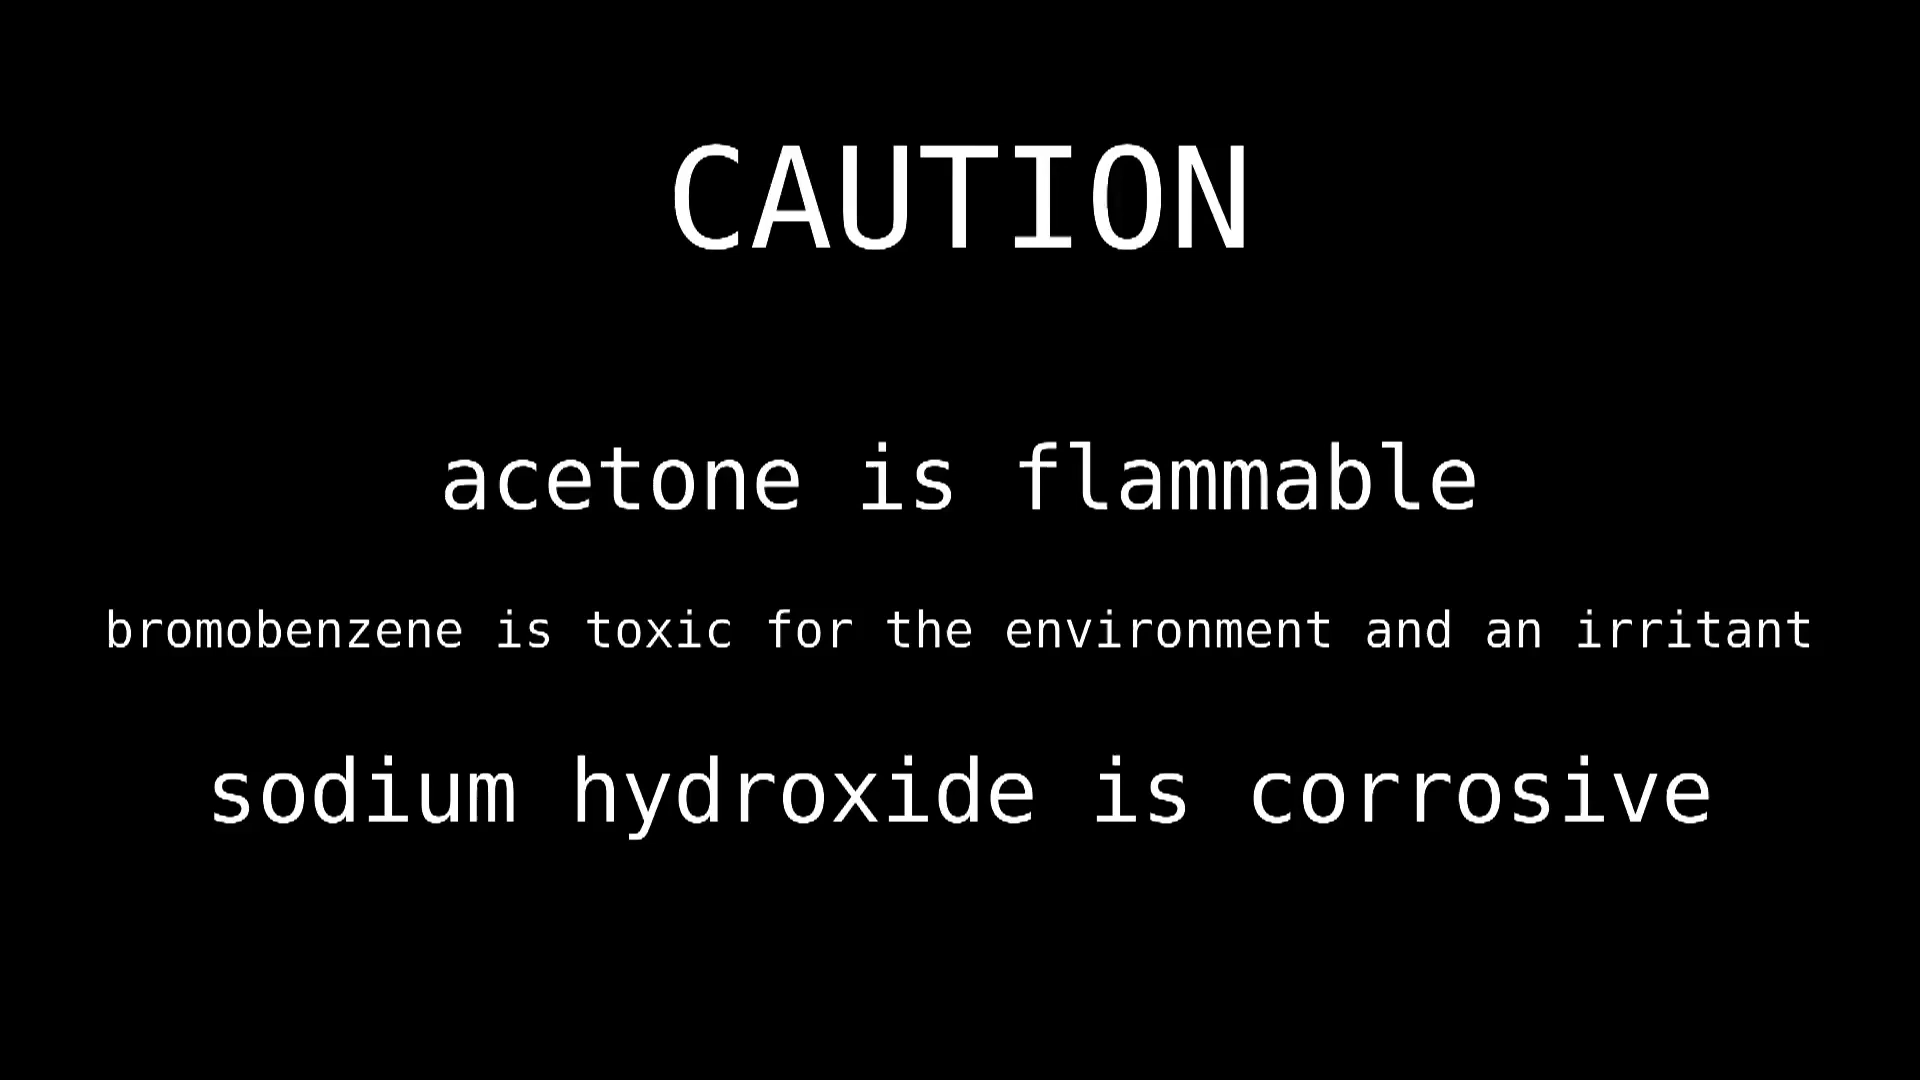 CAUTION
acetone is flammable
bromobenzene is toxic for the environment and an irritant
sodium hydroxide is corrosive